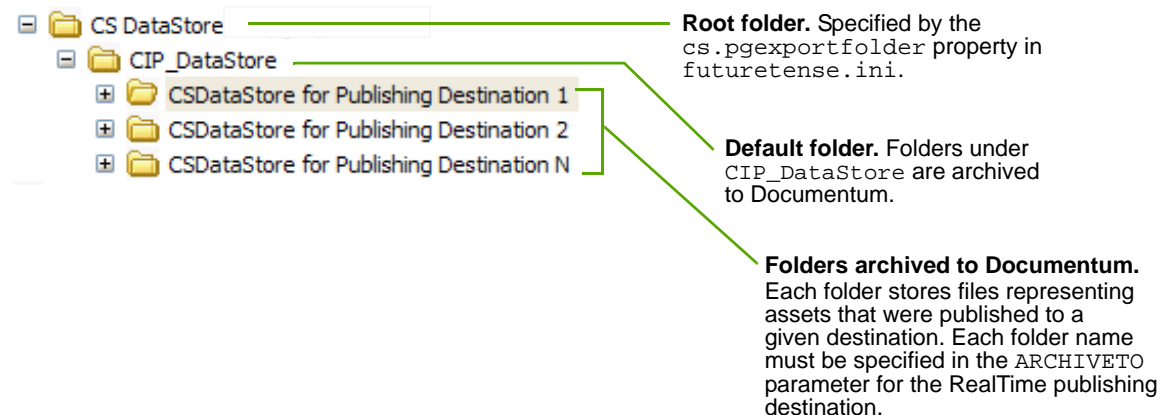 CS DataStore
CIP_DataStore
CSDataStore for Publishing Destination 1
CSDataStore for Publishing Destination 2
CSDataStore for Publishing Destination N
Root folder. Specified by the
cs.pgexportfolder property in
futuretense.ini.
Default folder. Folders under
CIP_DataStore are archived
to Documentum.
Folders archived to Documentum.
Each folder stores files representing
assets that were published to a
given destination. Each folder name
must be specified in the ARCHIVETO
parameter for the RealTime publishing
destination.